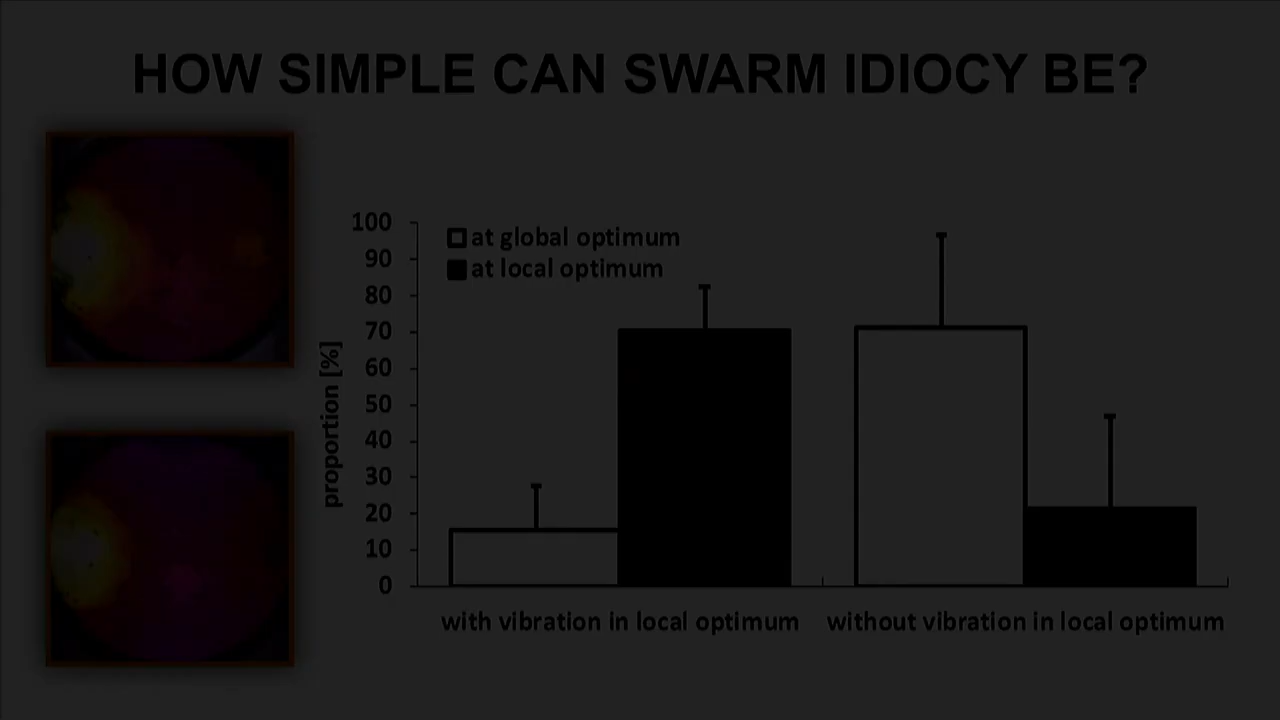 HOW SIMPLE CAN SWARM IDIOCY BE?
100
90
80
70
60
50
40
30
20
10
0
proportion [%]
at global optimum
at local optimum
with vibration in local optimum
without vibration in local optimum